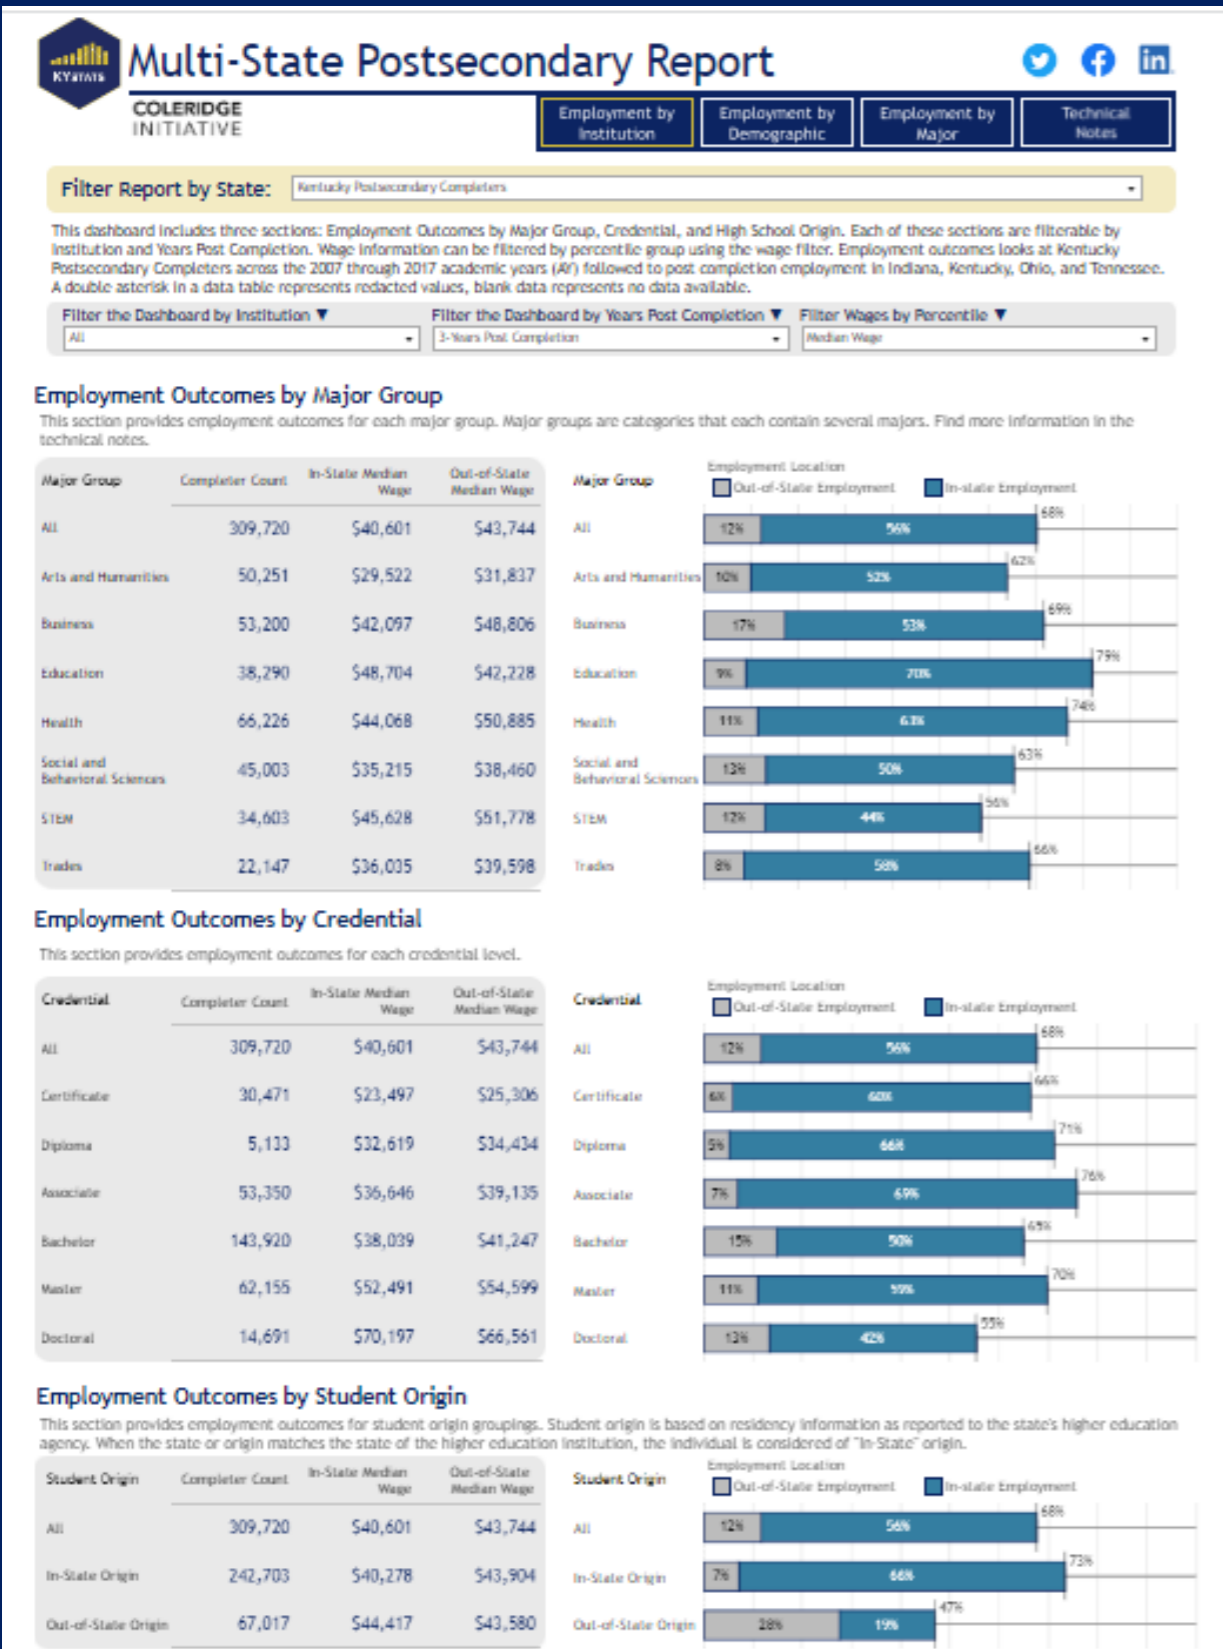 KYSTATS
Multi-State Postsecondary Report
in
COLERIDGE
INITIATIVE
Employment by
Institution
Employment by
Demographic
Employment by
Major
Technical
Notes
Filter Report by State:
Kentucky Postsecondary Completers
This dashboard includes three sections: Employment Outcomes by Major Group, Credential, and High School Origin. Each of these sections are filterable by
Institution and Years Post Completion. Wage information can be filtered by percentile group using the wage filter. Employment outcomes looks at Kentucky
Postsecondary Completers across the 2007 through 2017 academic years (AY) followed to post completion employment in Indiana, Kentucky, Ohio, and Tennessee.
A double asterisk in a data table represents redacted values, blank data represents no data available.
Filter the Dashboard by Institution ▼
Filter the Dashboard by Years Post Completion ▼
Filter Wages by Percentile ▼
All
3-Years Post Completion
Median Wage
Employment Outcomes by Major Group
This section provides employment outcomes for each major group. Major groups are categories that each contain several majors. Find more information in the
technical notes.
Major Group Completer Count In-State Median Wage Out-of-State Median Wage
All 309,720 $40,601 $43,744
Arts and Humanities 50,251 $29,522 $31,837
Business 53,200 $42,097 $48,806
Education 38,290 $48,704 $42,228
Health 66,226 $44,068 $50,885
Social and Behavioral Sciences 45,003 $35,215 $38,460
STEM 34,603 $45,628 $51,778
Trades 22,147 $36,035 $39,598
Employment Location
Major Group Out-of-State Employment In-state Employment
All 12% 56% 68%
Arts and Humanities 10% 52% 62%
Business 17% 53% 69%
Education 9% 70% 79%
Health 11% 63% 74%
Social and Behavioral Sciences 13% 50% 63%
STEM 12% 44% 56%
Trades 8% 58% 66%
Employment Outcomes by Credential
This section provides employment outcomes for each credential level.
Credential Completer Count In-State Median Wage Out-of-State Median Wage
All 309,720 $40,601 $43,744
Certificate 30,471 $23,497 $25,306
Diploma 5,133 $32,619 $34,434
Associate 53,350 $36,646 $39,135
Bachelor 143,920 $38,039 $41,247
Master 62,155 $52,491 $54,599
Doctoral 14,691 $70,197 $66,561
Employment Location
Credential Out-of-State Employment In-state Employment
All 12% 56% 68%
Certificate 6% 60% 66%
Diploma 5% 66% 71%
Associate 7% 69% 76%
Bachelor 15% 50% 65%
Master 11% 59% 70%
Doctoral 13% 42% 55%
Employment Outcomes by Student Origin
This section provides employment outcomes for student origin groupings. Student origin is based on residency information as reported to the state's higher education
agency. When the state or origin matches the state of the higher education institution, the individual is considered of "In-State" origin.
Student Origin Completer Count In-State Median Wage Out-of-State Median Wage
All 309,720 $40,601 $43,744
In-State Origin 242,703 $40,278 $43,904
Out-of-State Origin 67,017 $44,417 $43,580
Employment Location
Student Origin Out-of-State Employment In-state Employment
All 12% 56% 68%
In-State Origin 7% 66% 73%
Out-of-State Origin 28% 19% 47%